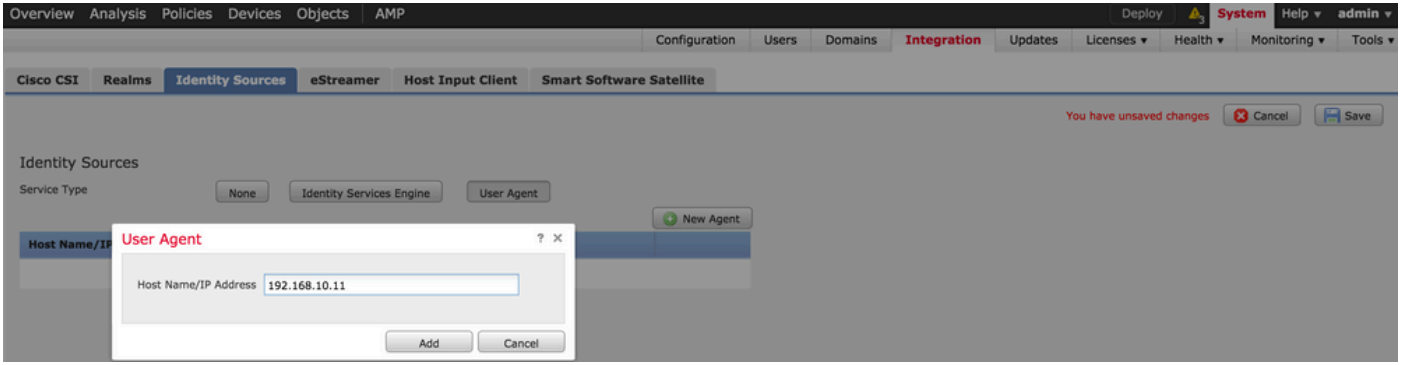 Overview Analysis Policies Devices Objects AMP Deploy 3 System Help admin
Configuration Users Domains Integration Updates Licenses Health Monitoring Tools
Cisco CSI Realms Identity Sources eStreamer Host Input Client Smart Software Satellite
You have unsaved changes Cancel Save
Identity Sources
Service Type None Identity Services Engine User Agent
New Agent
Host Name/IP
User Agent ? ×
Host Name/IP Address 192.168.10.11
Add Cancel